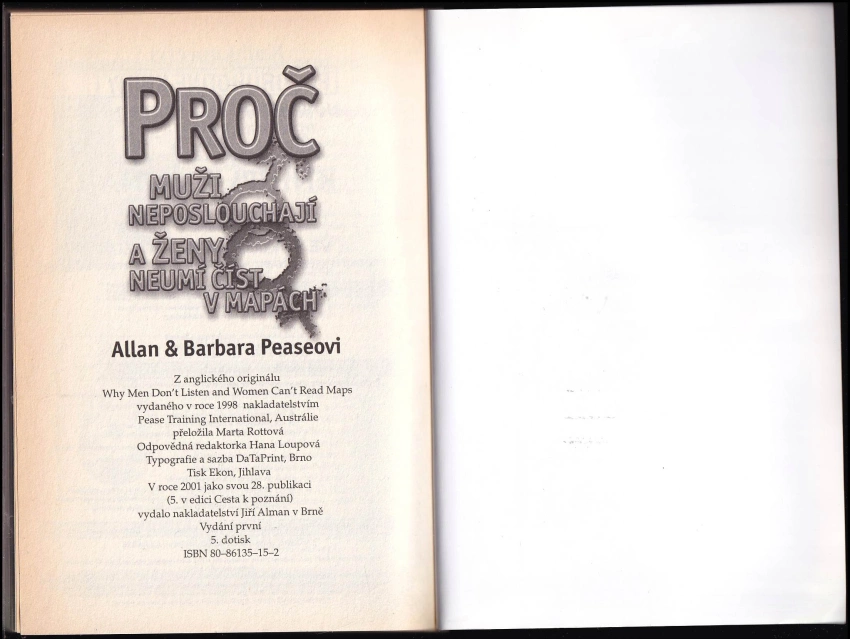 PROČ
MUŽI
NEPOSLOUCHAJÍ
A ŽENY
NEUMÍ ČÍST
V MAPÁCH
Allan & Barbara Peaseovi
Z anglického originálu
Why Men Don't Listen and Women Can't Read Maps
vydaného v roce 1998 nakladatelstvím
Pease Training International, Austrálie
přeložila Marta Rottová
Odpovědná redaktorka Hana Loupová
Typografie a sazba DaTaPrint, Brno
Tisk Ekon, Jihlava
V roce 2001 jako svou 28. publikaci
(5. v edici Cesta k poznání)
vydalo nakladatelství Jiří Alman v Brně
Vydání první
5. dotisk
ISBN 80–86135–15–2